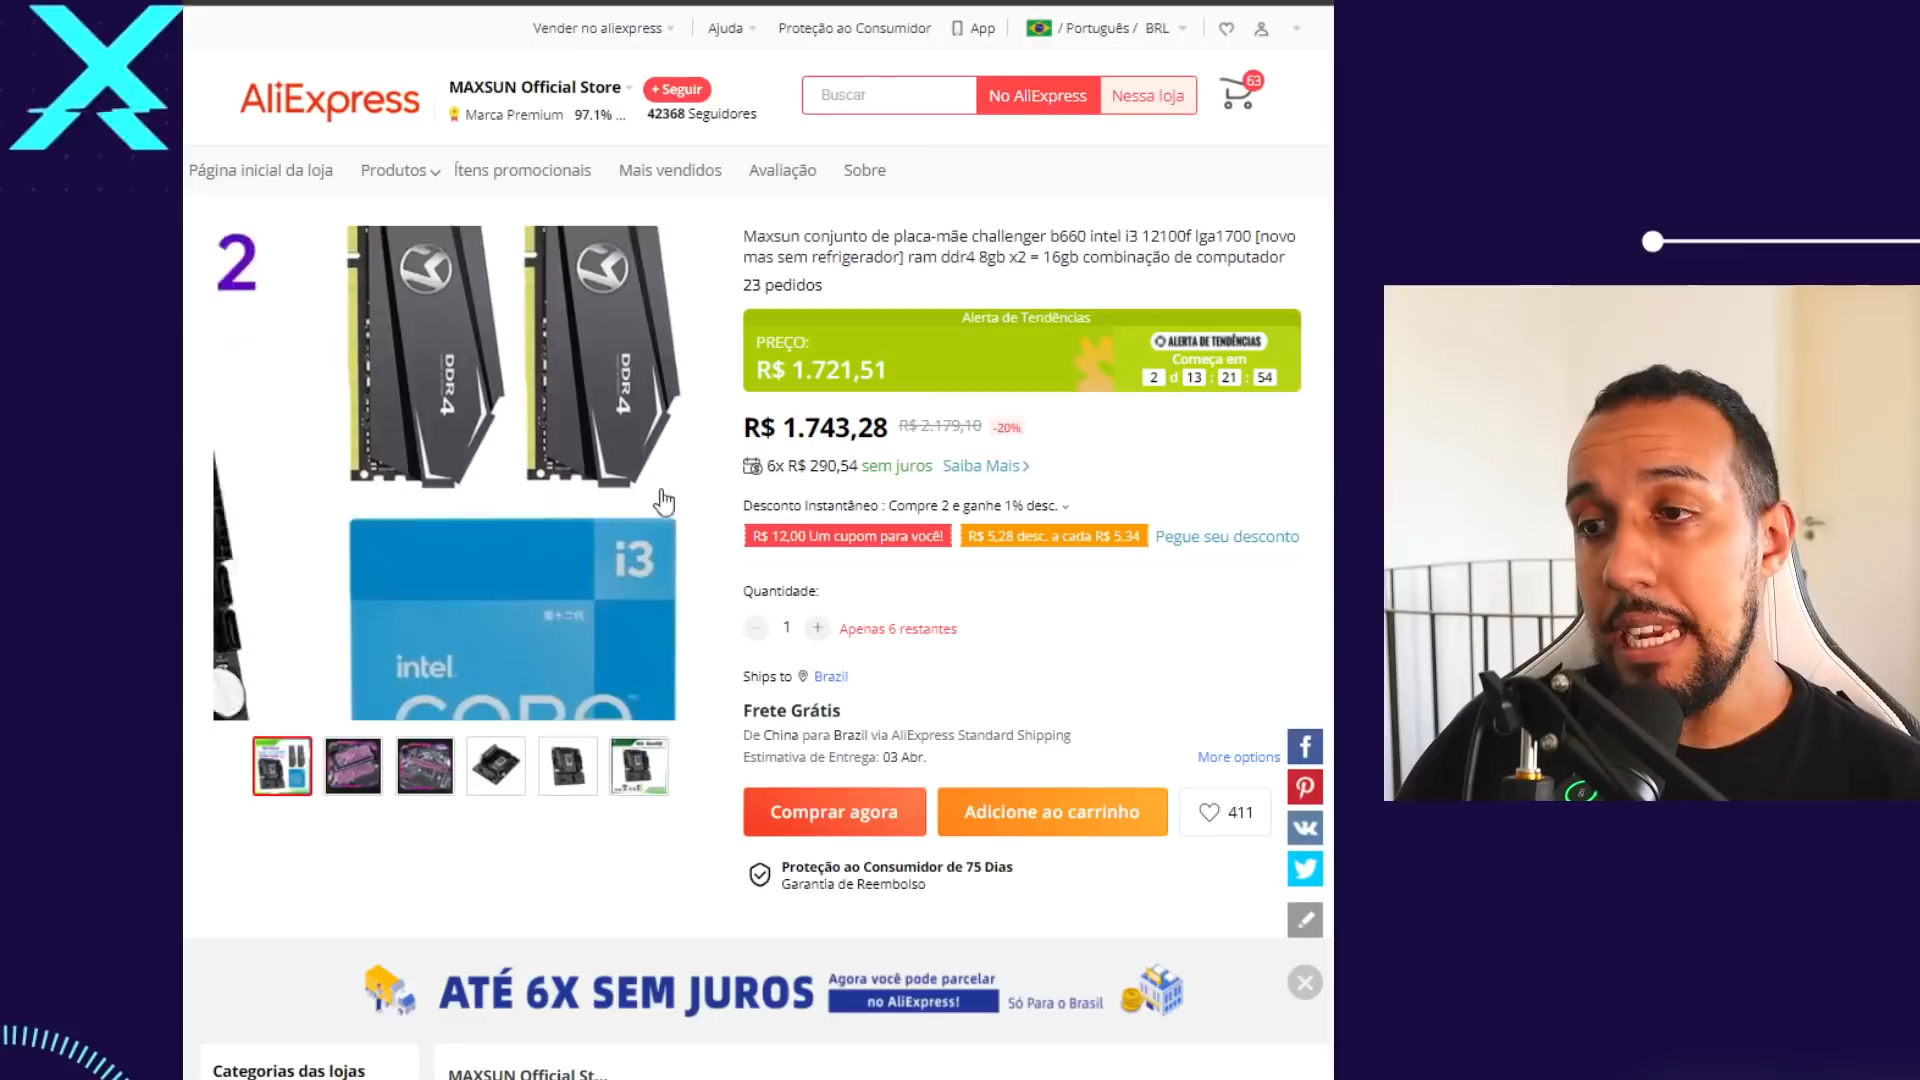 Vender no aliexpress
Ajuda
Proteção ao Consumidor
App
/ Português / BRL
AliExpress
MAXSUN Official Store
+ Seguir
Marca Premium 97.1% ...
42368 Seguidores
Buscar
No AliExpress
Nessa loja
63
Página inicial da loja
Produtos
Ítens promocionais
Mais vendidos
Avaliação
Sobre
2
DDR4
DDR4
i3
第十二代
intel
CORE
Maxsun conjunto de placa-mãe challenger b660 intel i3 12100f lga1700 [novo
mas sem refrigerador] ram ddr4 8gb x2 = 16gb combinação de computador
23 pedidos
Alerta de Tendências
PREÇO:
R$ 1.721,51
ALERTA DE TENDÊNCIAS
Começa em
2 d 13 : 21 : 54
R$ 1.743,28 R$ 2.179,10 -20%
6x R$ 290,54 sem juros Saiba Mais
Desconto Instantâneo : Compre 2 e ganhe 1% desc.
R$ 12,00 Um cupom para você! R$ 5,28 desc. a cada R$ 5,34 Pegue seu desconto
Quantidade:
1 + Apenas 6 restantes
Ships to Brazil
Frete Grátis
De China para Brazil via AliExpress Standard Shipping
Estimativa de Entrega: 03 Abr.
More options
Comprar agora
Adicione ao carrinho
411
Proteção ao Consumidor de 75 Dias
Garantia de Reembolso
ATÉ 6X SEM JUROS
Agora você pode parcelar
no AliExpress!
Só Para o Brasil
Categorias das lojas
MAXSUN Official St...